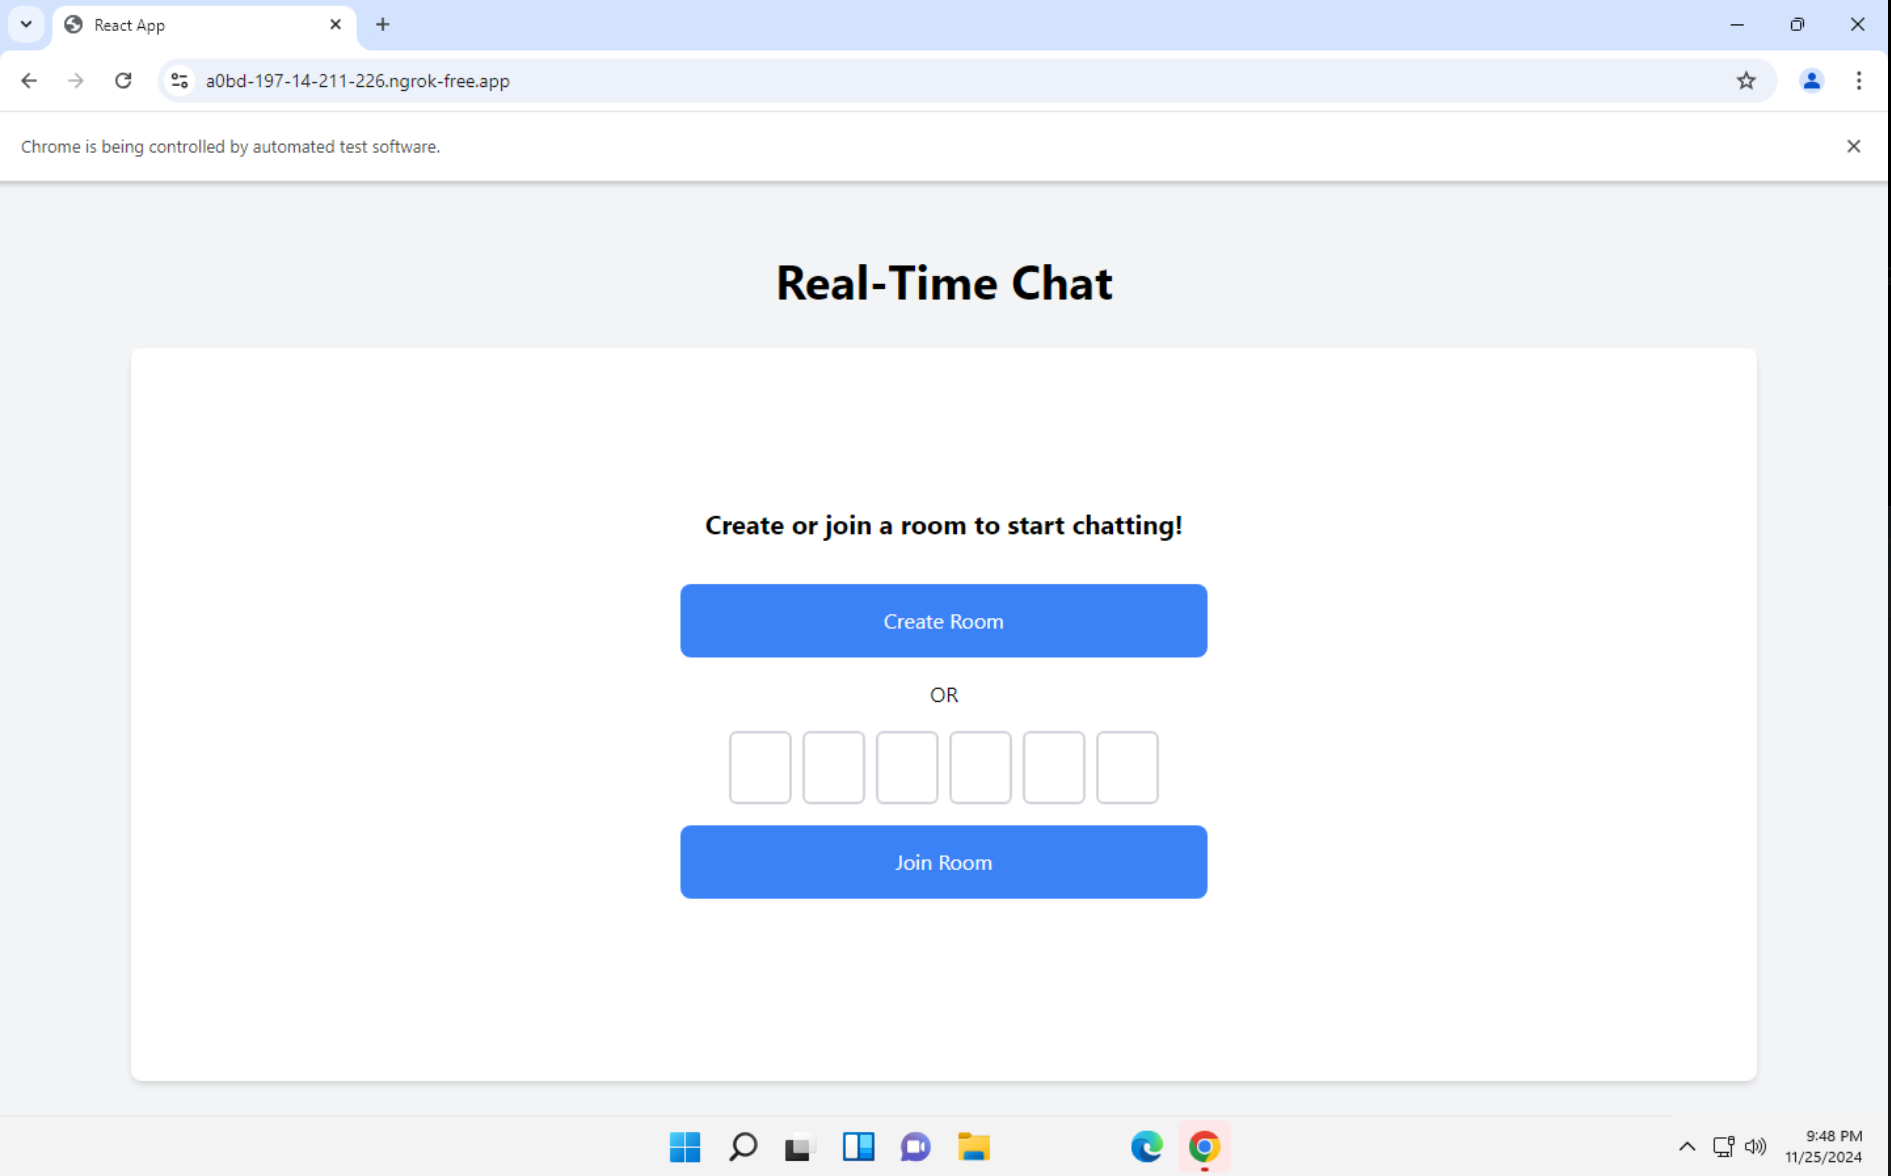 React App
a0bd-197-14-211-226.ngrok-free.app
Chrome is being controlled by automated test software.
Real-Time Chat
Create or join a room to start chatting!
Create Room
OR
Join Room
9:48 PM
11/25/2024